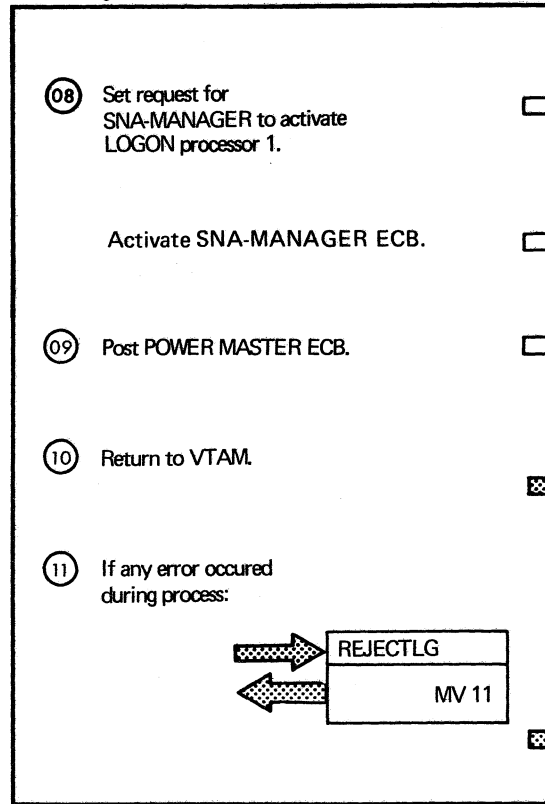 08 Set request for
SNA-MANAGER to activate
LOGON processor 1.
Activate SNA-MANAGER ECB.
09 Post POWER MASTER ECB.
10 Return to VTAM.
11 If any error occured
during process:
REJECTLG
MV 11